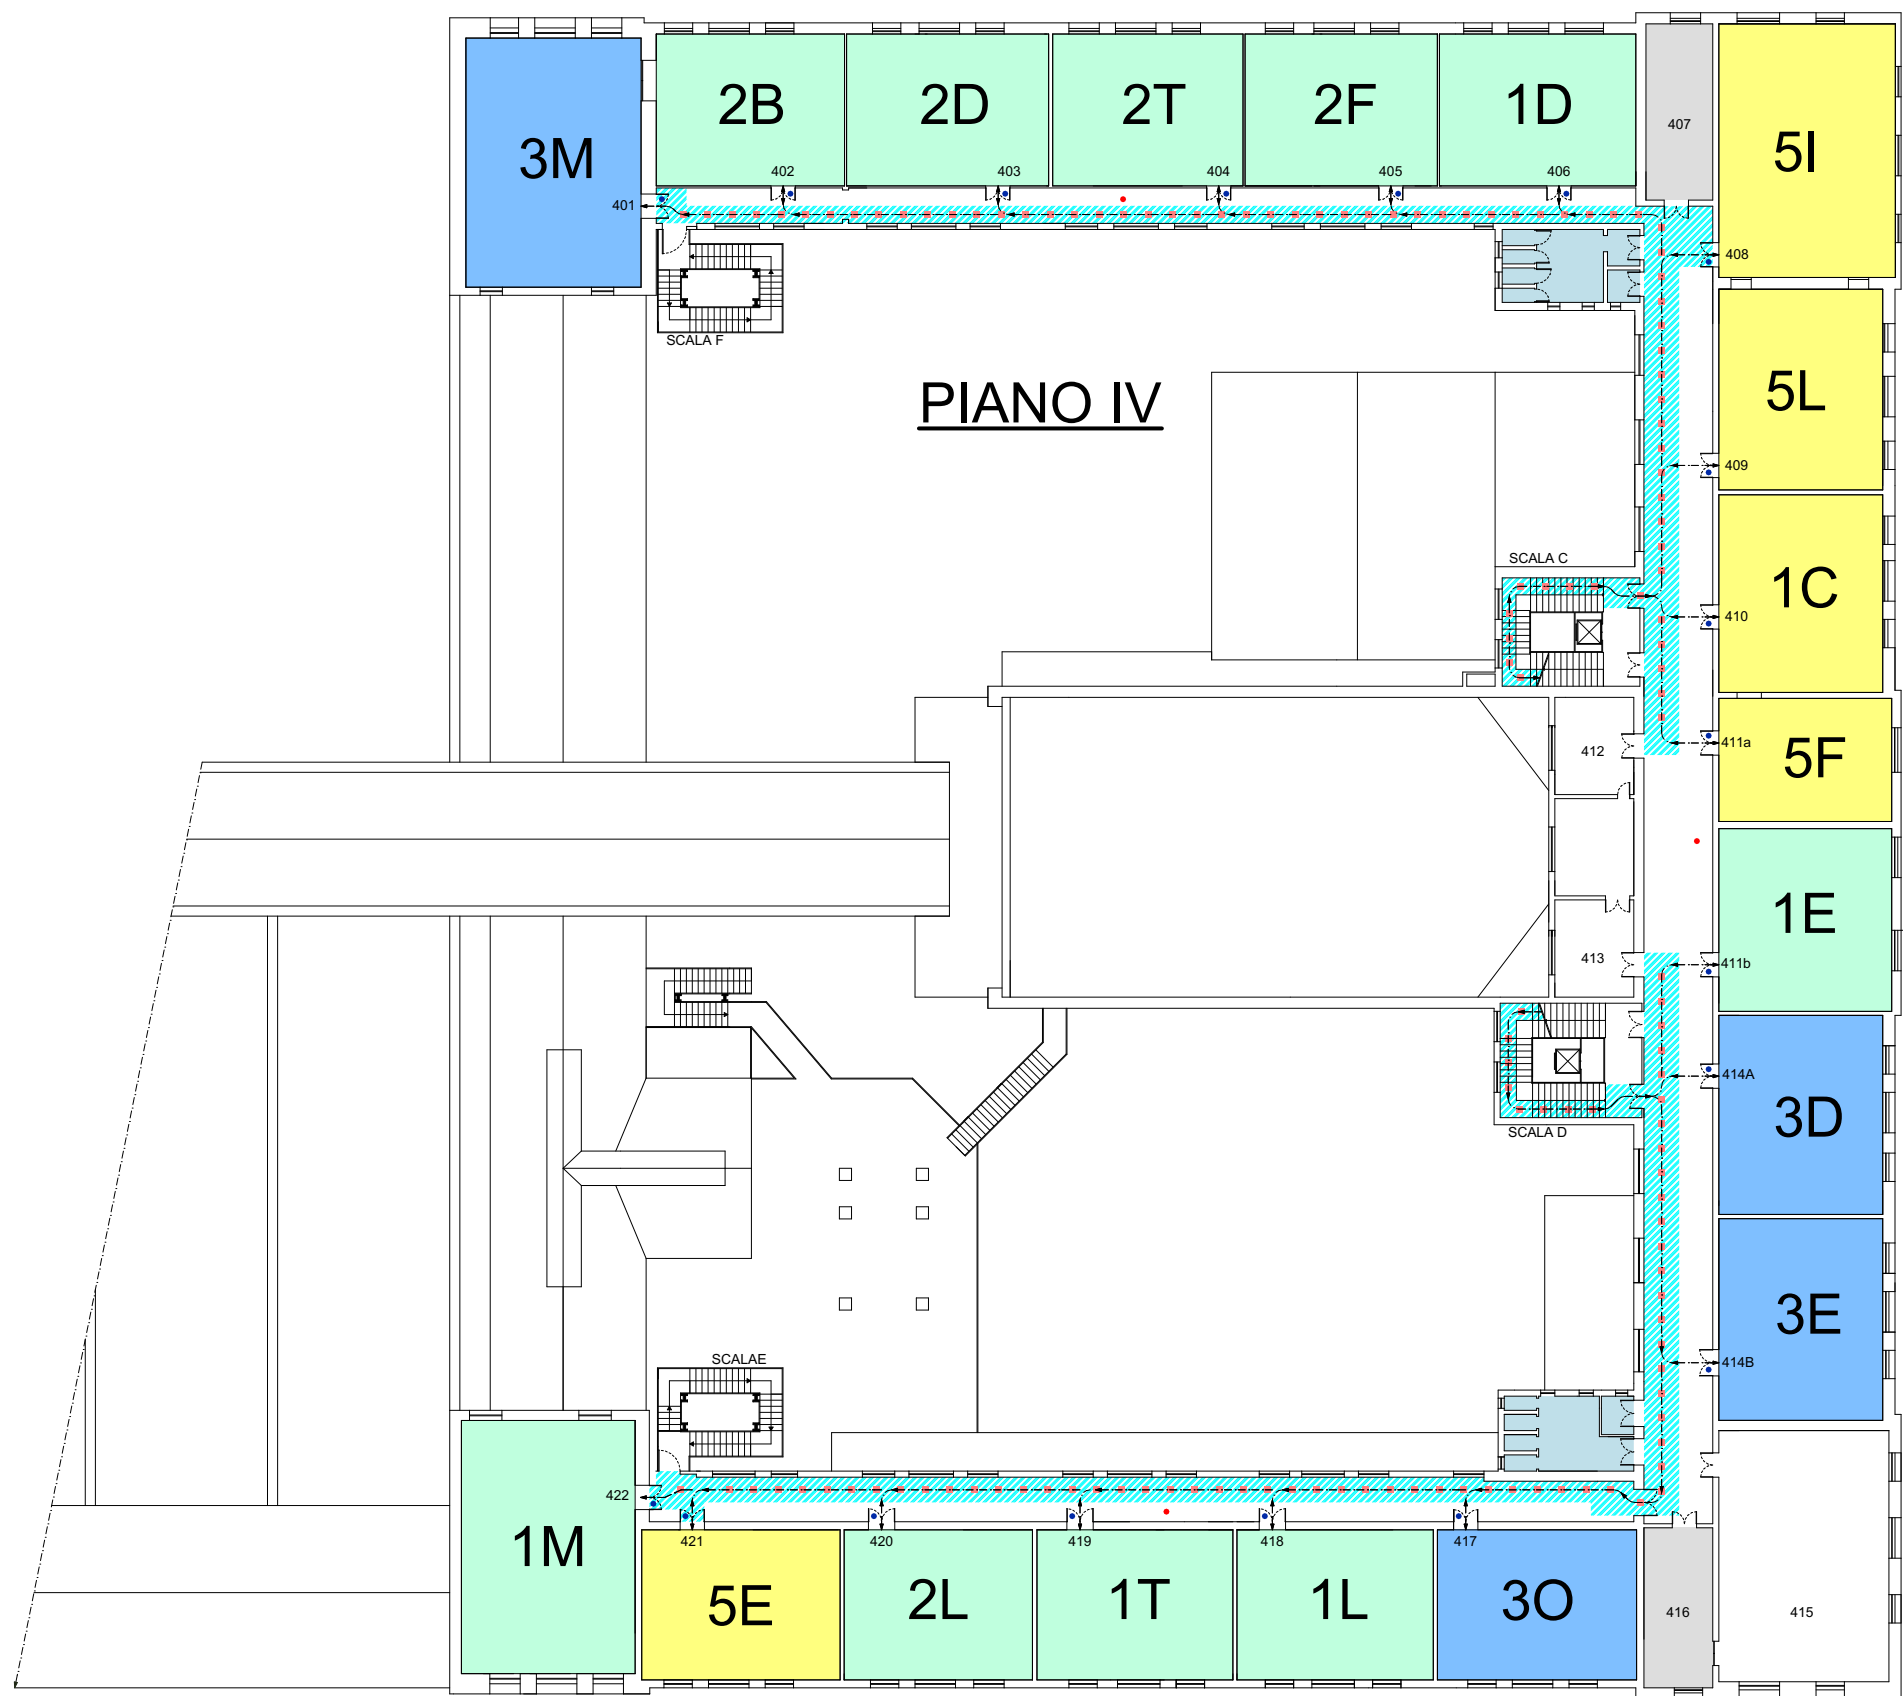 2B
2D
2T
2F
1D
407
5I
3M
402
403
404
405
406
401
408
SCALA F
PIANO IV
5L
409
SCALA C
1C
410
412
411a
5F
1E
413
411b
414A
3D
SCALA D
3E
SCALAE
414B
422
1M
421
420
419
418
417
5E
2L
1T
1L
3O
416
415